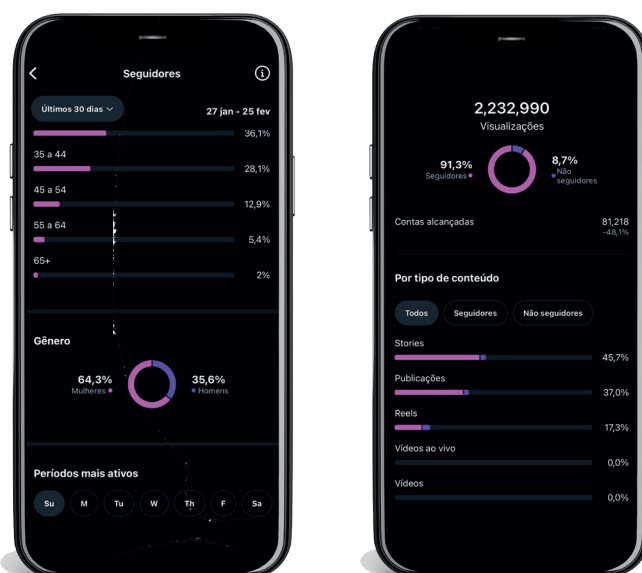 Seguidores
Últimos 30 dias
27 jan - 25 fev
36,1%
35 a 44
28,1%
45 a 54
12,9%
55 a 64
5,4%
65+
2%
Gênero
64,3%
Mulheres
35,6%
Homens
Períodos mais ativos
Su M Tu W Th F Sa
2,232,990
Visualizações
91,3%
Seguidores
8,7%
Não
seguidores
Contas alcançadas
81,218
-48,1%
Por tipo de conteúdo
Todos Seguidores Não seguidores
Stories
45,7%
Publicações
37,0%
Reels
17,3%
Vídeos ao vivo
0,0%
Vídeos
0,0%